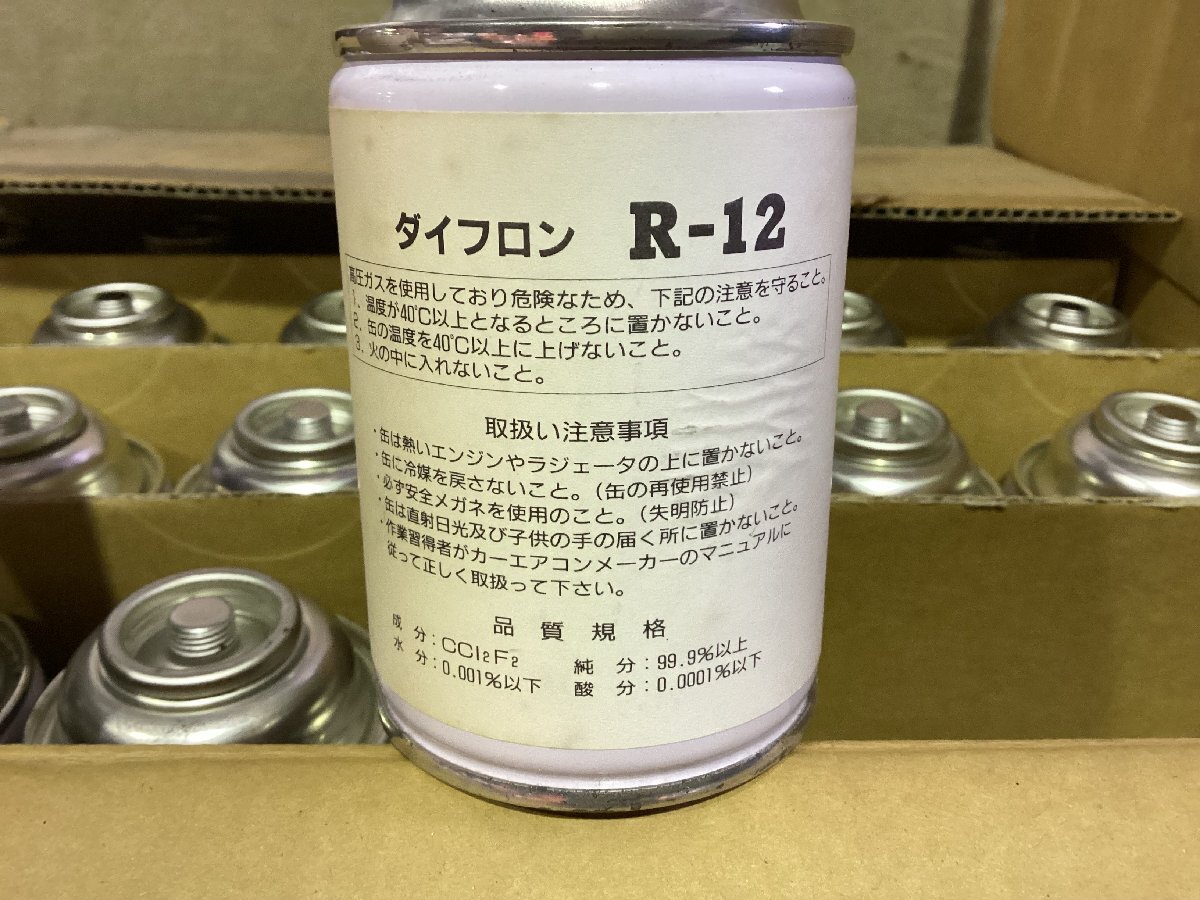 ダイフロン R-12
高圧ガスを使用しており危険なため、下記の注意を守ること。
1. 温度が40℃以上となるところに置かないこと。
2. 缶の温度を40℃以上に上げないこと。
3. 火の中に入れないこと。
取扱い注意事項
・缶は熱いエンジンやラジェータの上に置かないこと。
・缶に冷媒を戻さないこと。(缶の再使用禁止)
・必ず安全メガネを使用のこと。(失明防止)
・缶は直射日光及び子供の手の届く所に置かないこと。
・作業習得者がカーエアコンメーカーのマニュアルに
従って正しく取扱って下さい。
品質規格
成分:CCl₂F₂ 純分:99.9%以上
水分:0.001%以下 酸分:0.0001%以下